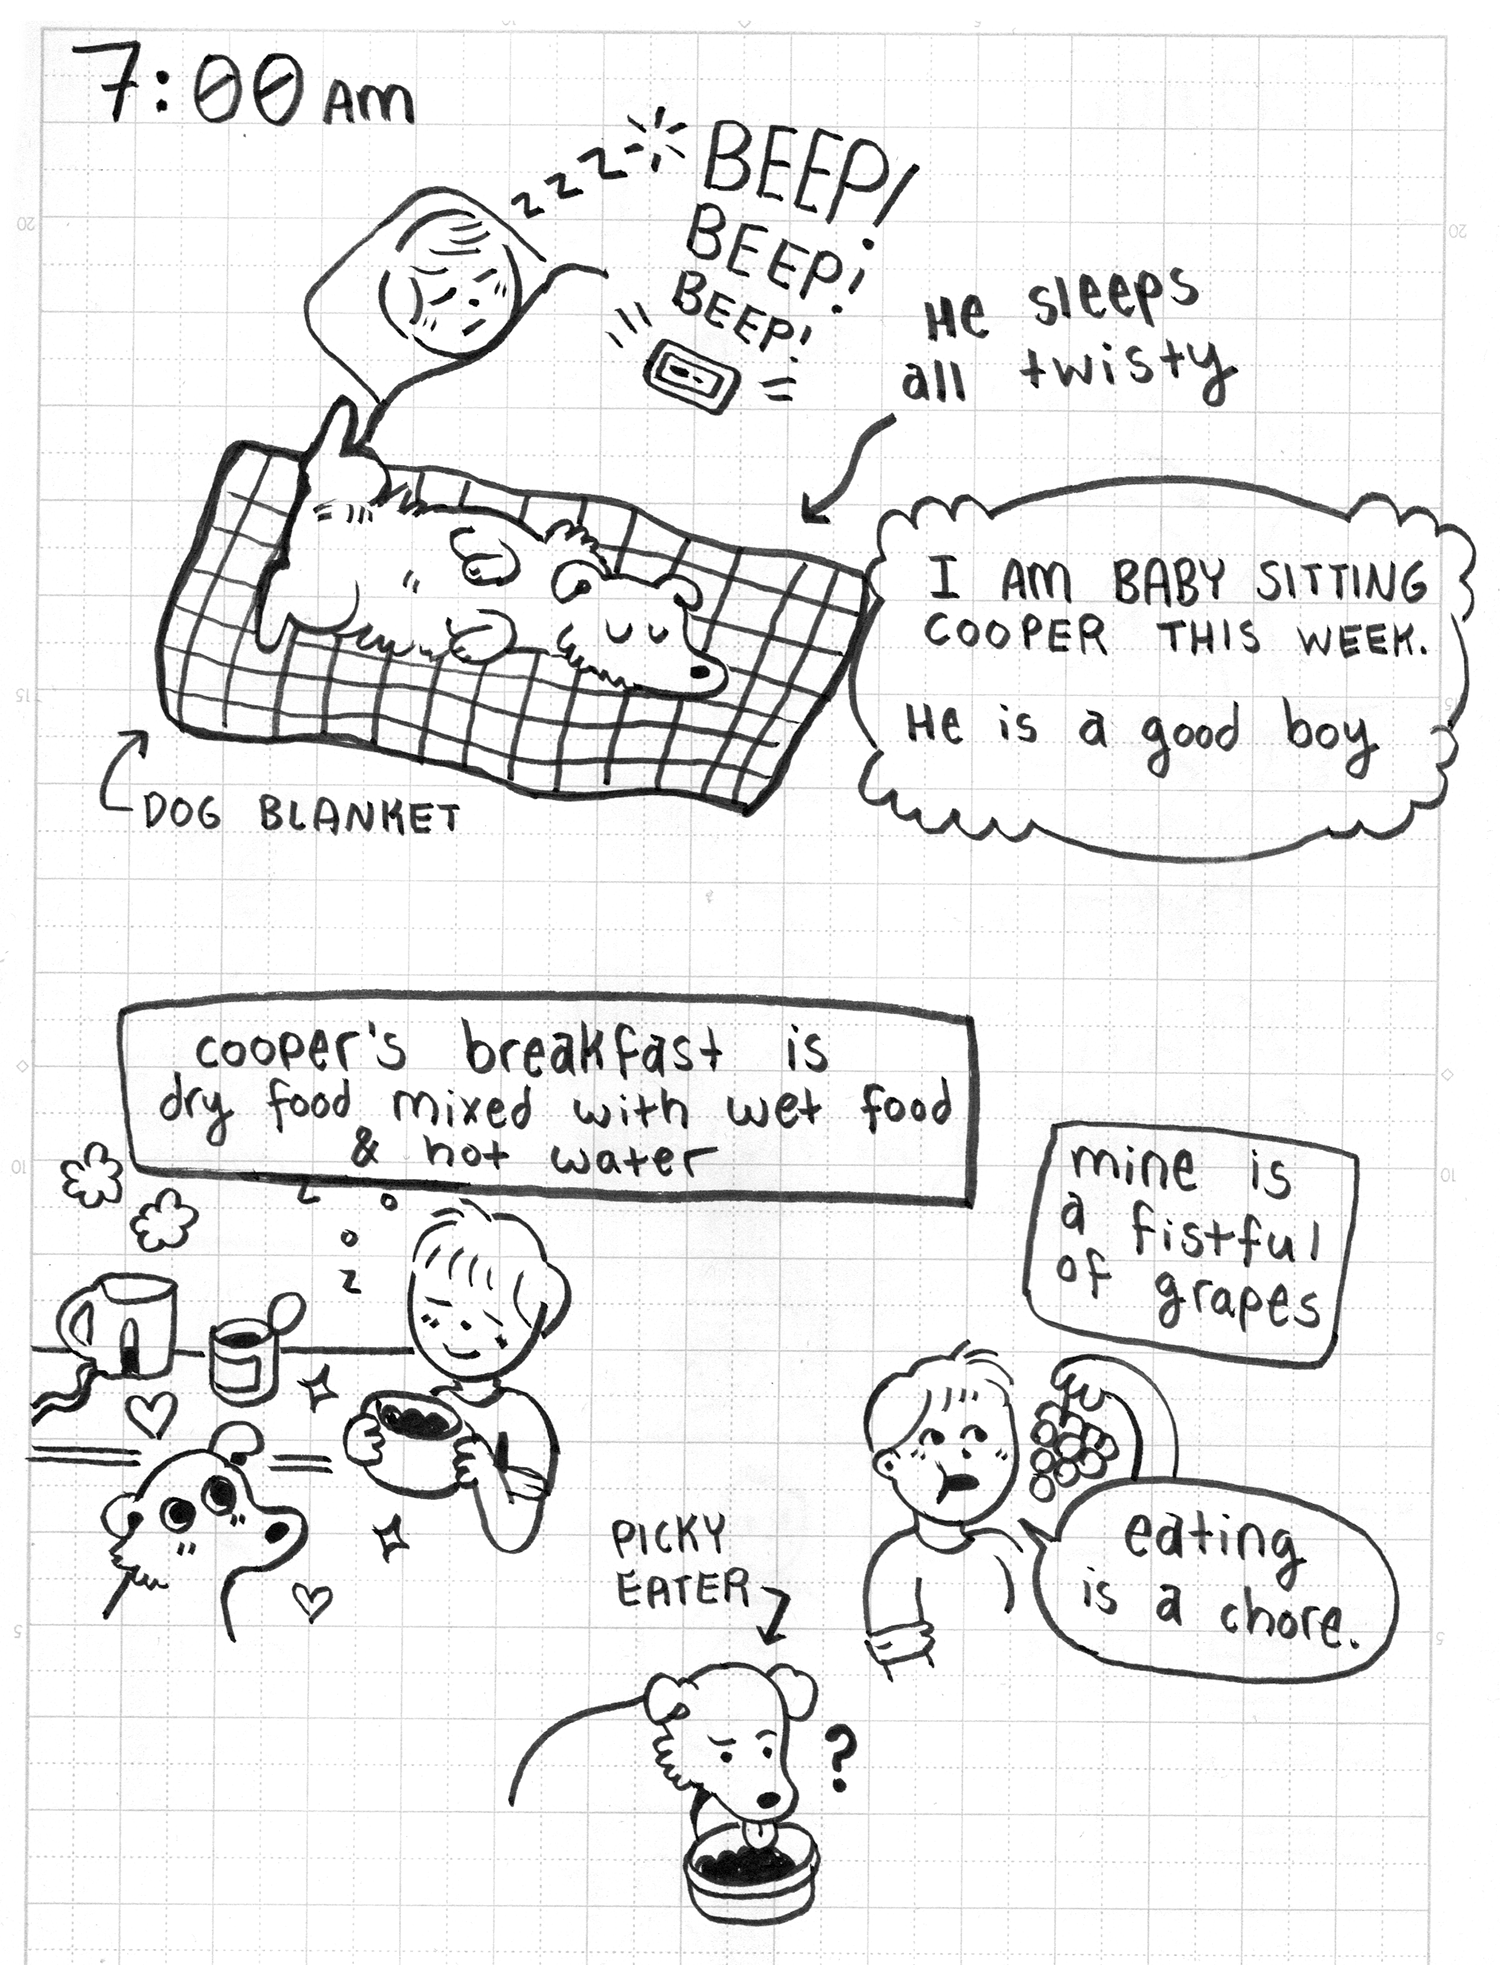 7:00 AM
z z z
BEEP!
BEEP!
BEEP!
He sleeps
all twisty
I AM BABY SITTING
COOPER THIS WEEK.
He is a good boy
DOG BLANKET
cooper's breakfast is
dry food mixed with wet food
& hot water
mine is
a fistful
of grapes
z
eating
is a chore.
PICKY
EATER
?